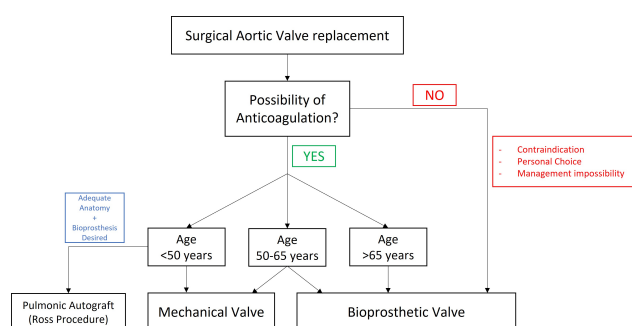 Surgical Aortic Valve replacement
Possibility of
Anticoagulation?
NO
YES
- Contraindication
- Personal Choice
- Management impossibility
Adequate
Anatomy
+
Bioprosthesis
Desired
Age
<50 years
Age
50-65 years
Age
>65 years
Pulmonic Autograft
(Ross Procedure)
Mechanical Valve
Bioprosthetic Valve